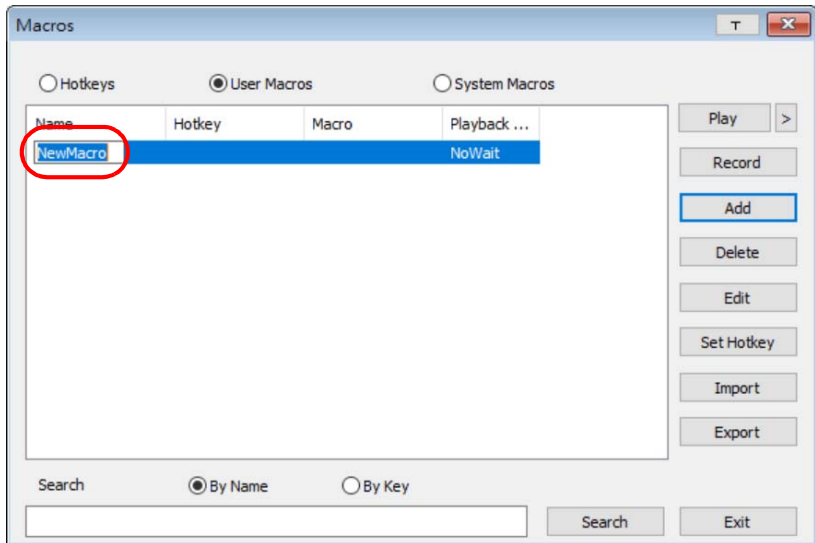 Macros
T
Hotkeys User Macros System Macros
Name Hotkey Macro Playback ...
NewMacro NoWait
Play >
Record
Add
Delete
Edit
Set Hotkey
Import
Export
Search By Name By Key
Search Exit